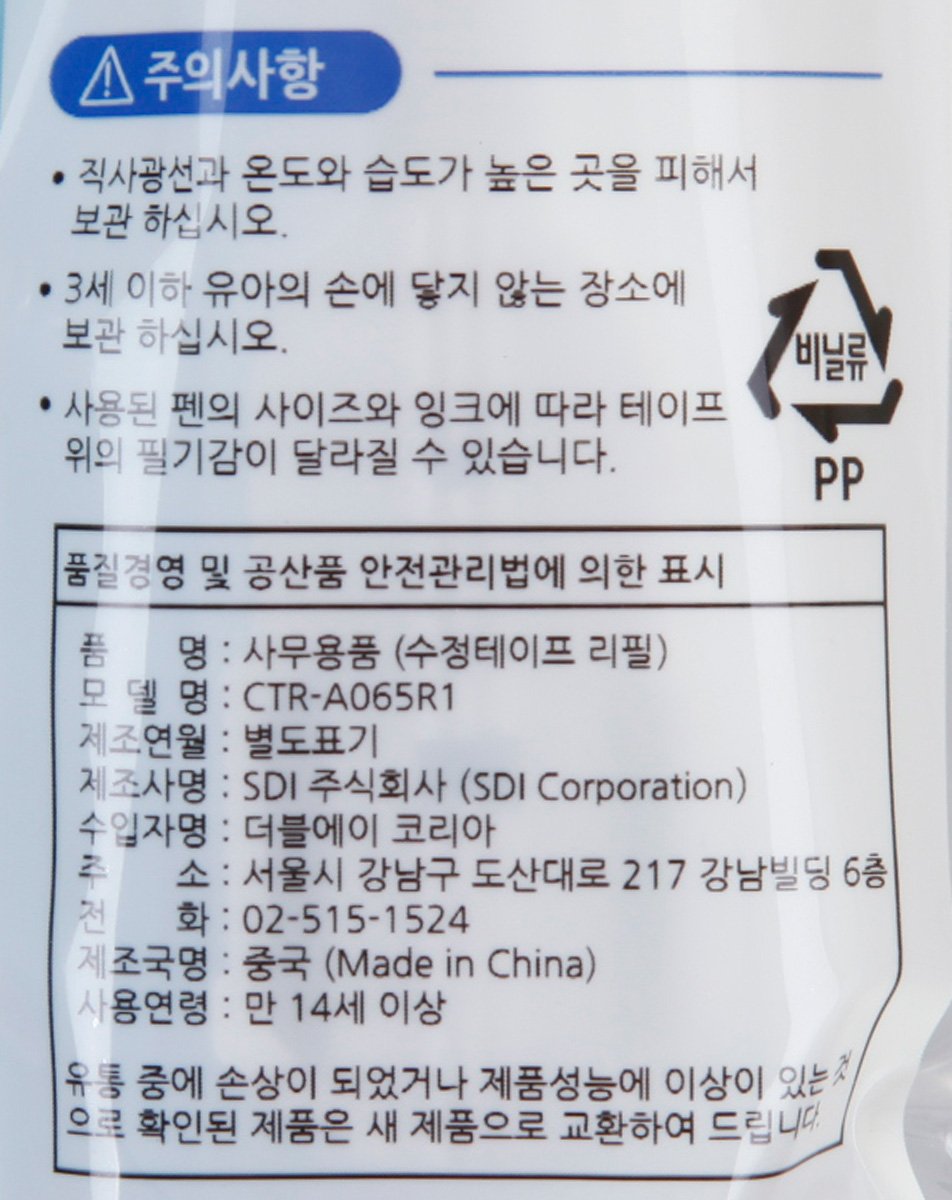 주의사항
• 직사광선과 온도와 습도가 높은 곳을 피해서
보관 하십시오.
• 3세 이하 유아의 손에 닿지 않는 장소에
보관 하십시오.
• 사용된 펜의 사이즈와 잉크에 따라 테이프
위의 필기감이 달라질 수 있습니다.
비닐류
PP
품질경영 및 공산품 안전관리법에 의한 표시
품 명 : 사무용품 (수정테이프 리필)
모 델 명 : CTR-A065R1
제조연월 : 별도표기
제조사명 : SDI 주식회사 (SDI Corporation)
수입자명 : 더블에이 코리아
주 소 : 서울시 강남구 도산대로 217 강남빌딩 6층
전 화 : 02-515-1524
제조국명 : 중국 (Made in China)
사용연령 : 만 14세 이상
유통 중에 손상이 되었거나 제품성능에 이상이 있는 것
으로 확인된 제품은 새 제품으로 교환하여 드립니다.